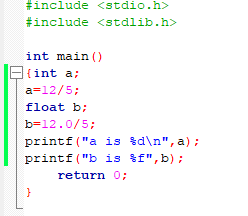 #include <stdio.h>
#include <stdlib.h>
int main()
{int a;
a=12/5;
float b;
b=12.0/5;
printf("a is %d\n",a);
printf("b is %f",b);
return 0;
}